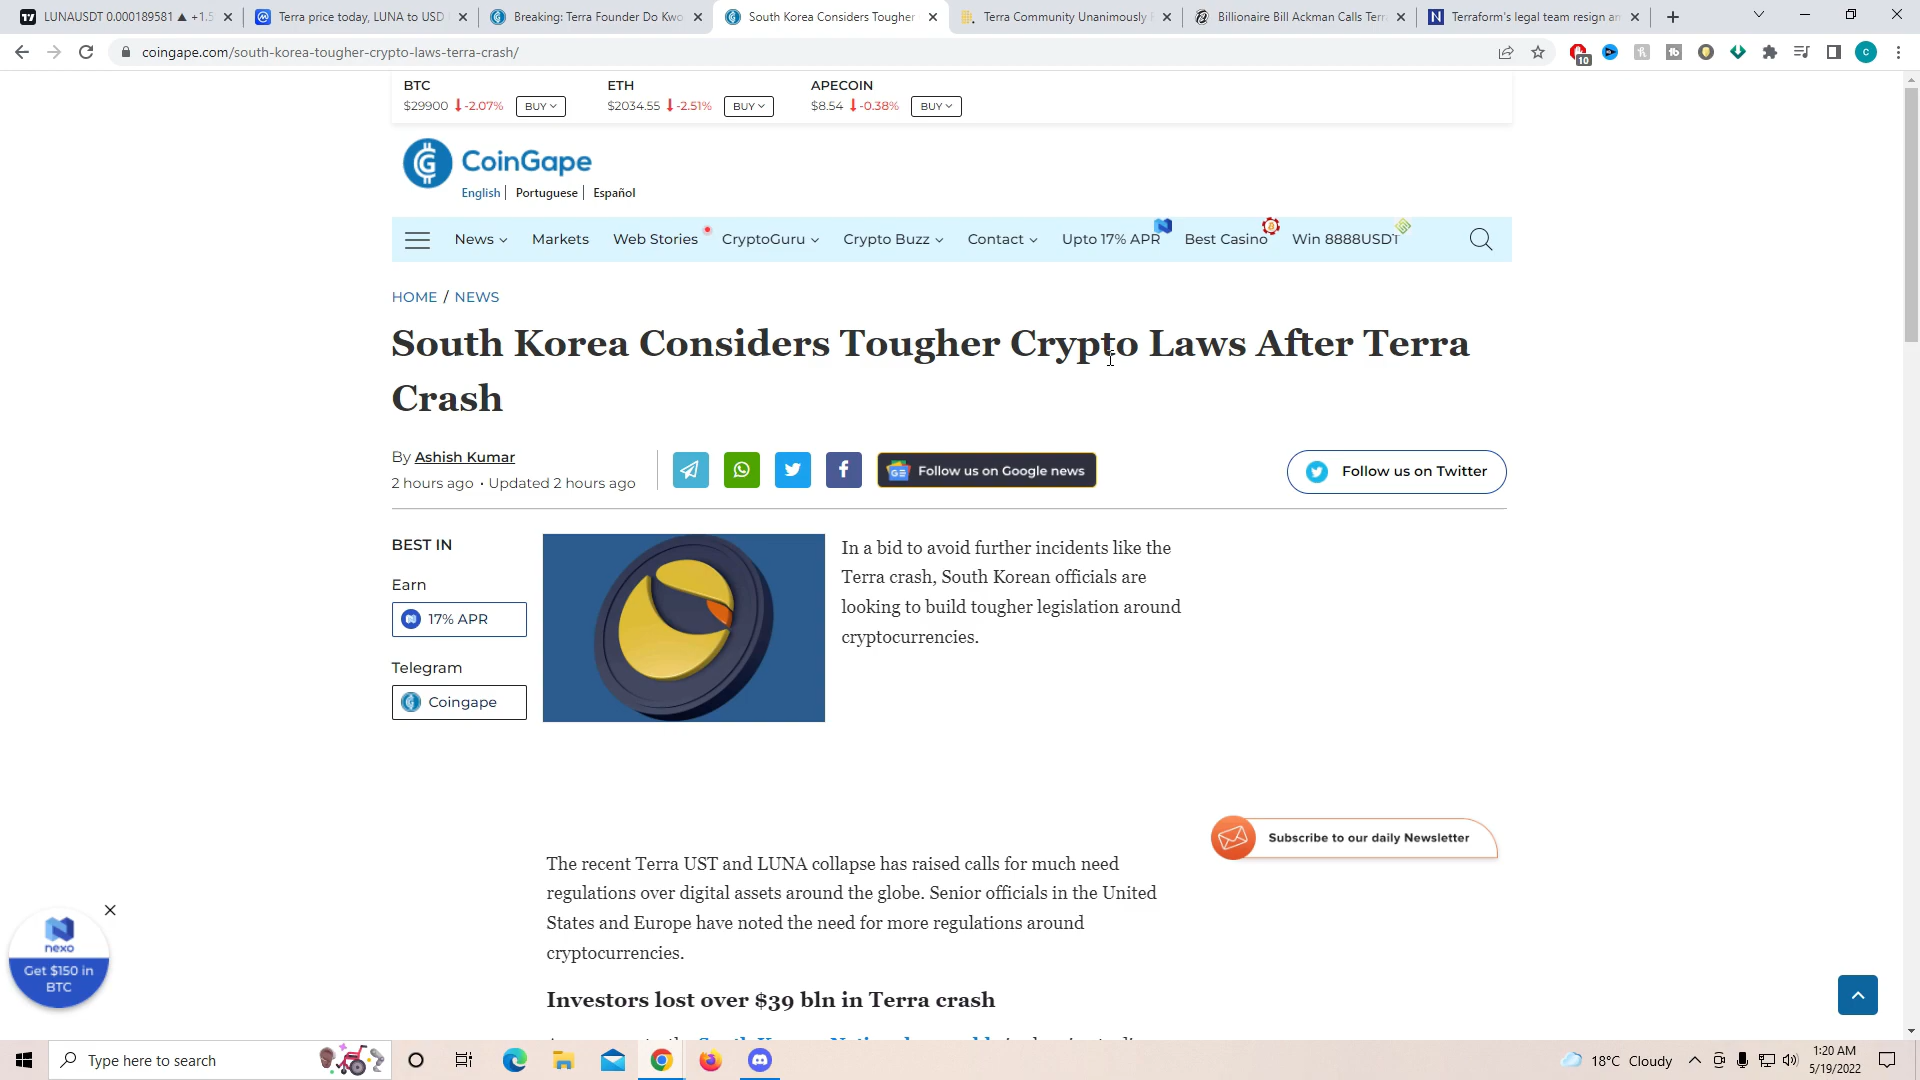 LUNAUSDT 0.000189581 ▲ +1.5
Terra price today, LUNA to USD
Breaking: Terra Founder Do Kwo
South Korea Considers Tougher
Terra Community Unanimously
Billionaire Bill Ackman Calls Terr
Terraform's legal team resign an
coingape.com/south-korea-tougher-crypto-laws-terra-crash/
10
C
BTC
$29900 -2.07% BUY
ETH
$2034.55 -2.51% BUY
APECOIN
$8.54 -0.38% BUY
CoinGape
English | Portuguese | Español
News Markets Web Stories CryptoGuru Crypto Buzz Contact Upto 17% APR Best Casino Win 8888USDT
HOME / NEWS
South Korea Considers Tougher Crypto Laws After Terra
Crash
By Ashish Kumar
2 hours ago • Updated 2 hours ago
Follow us on Google news
Follow us on Twitter
BEST IN
Earn
17% APR
Telegram
Coingape
In a bid to avoid further incidents like the
Terra crash, South Korean officials are
looking to build tougher legislation around
cryptocurrencies.
Subscribe to our daily Newsletter
The recent Terra UST and LUNA collapse has raised calls for much need
regulations over digital assets around the globe. Senior officials in the United
States and Europe have noted the need for more regulations around
cryptocurrencies.
Investors lost over $39 bln in Terra crash
nexo
Get $150 in
BTC
Type here to search
18°C Cloudy
1:20 AM
5/19/2022